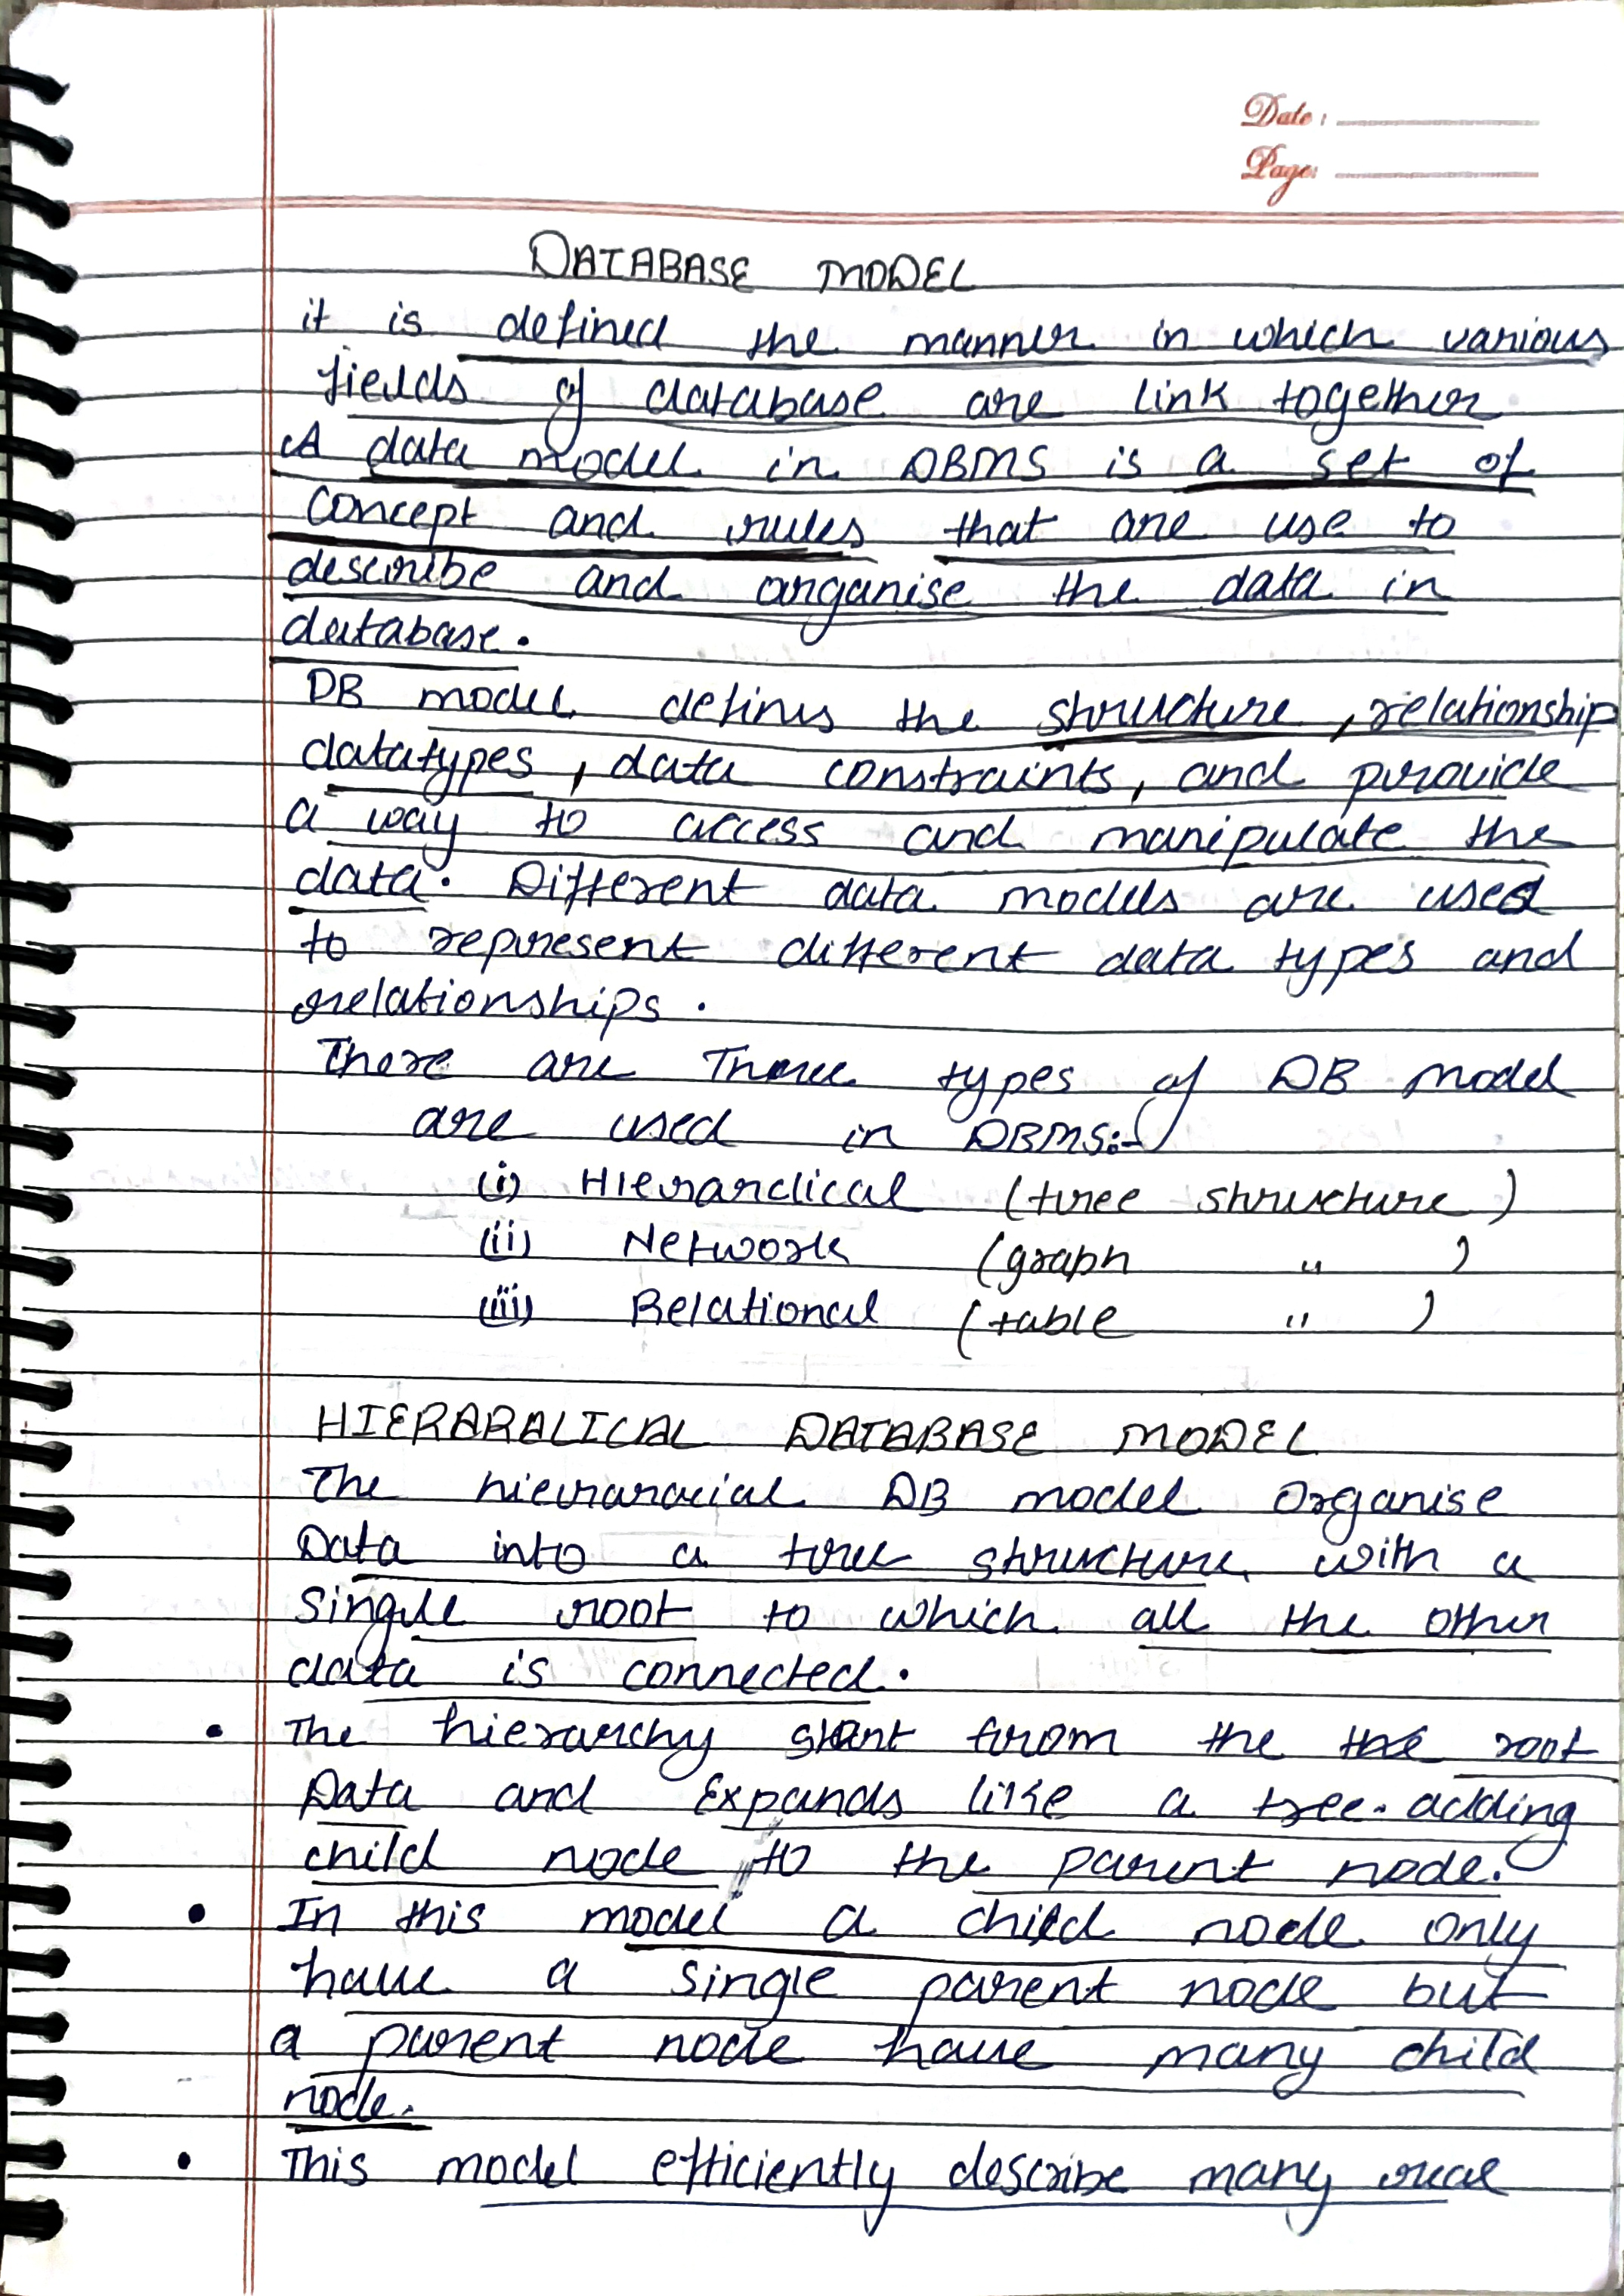 Date :
Page:
DATABASE MODEL
it is defined the manner in which various
fields of database are link together
A data model in DBMS is a set of
Concept and rules that are use to
describe and organise the data in
database.
DB model defines the structure, relationship
datatypes, data constraints, and provide
a way to access and manipulate the
data. Different data models are used
to represent different data types and
relationships.
There are Three types of DB model
are used in DBMS:-
(i) Hierarclical (tree structure)
(ii) Network (graph " )
(iii) Relational (table " )
HIERARALICAL DATABASE MODEL
The hierararcial DB model Organise
Data into a tree structure with a
single root to which all the other
data is connected.
• The hierarchy start from the the root
Data and Expands like a tree. adding
child node to the parent node.
• In this model a child node only
have a single parent node but
a parent node have many child
node.
• This model efficiently describe many real